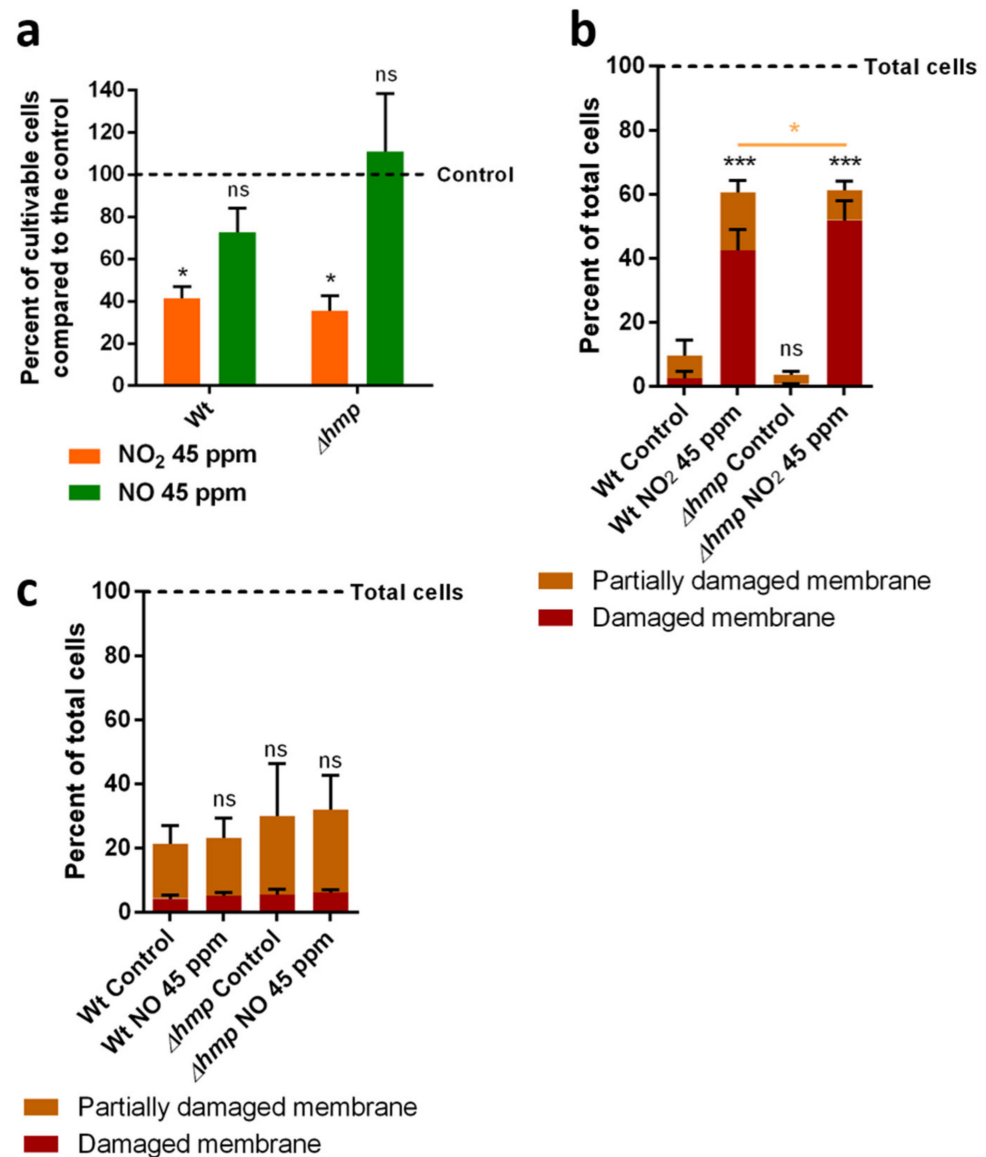 a
Percent of cultivable cells
compared to the control
140
120
100
80
60
40
20
0
*
ns
*
ns
Control
Wt
Δhmp
NO₂ 45 ppm
NO 45 ppm
b
Percent of total cells
100
80
60
40
20
0
Total cells
*
***
ns
***
Wt Control
Wt NO₂ 45 ppm
Δhmp Control
Δhmp NO₂ 45 ppm
Partially damaged membrane
Damaged membrane
c
Percent of total cells
100
80
60
40
20
0
Total cells
ns
ns
ns
Wt Control
Wt NO 45 ppm
Δhmp Control
Δhmp NO 45 ppm
Partially damaged membrane
Damaged membrane